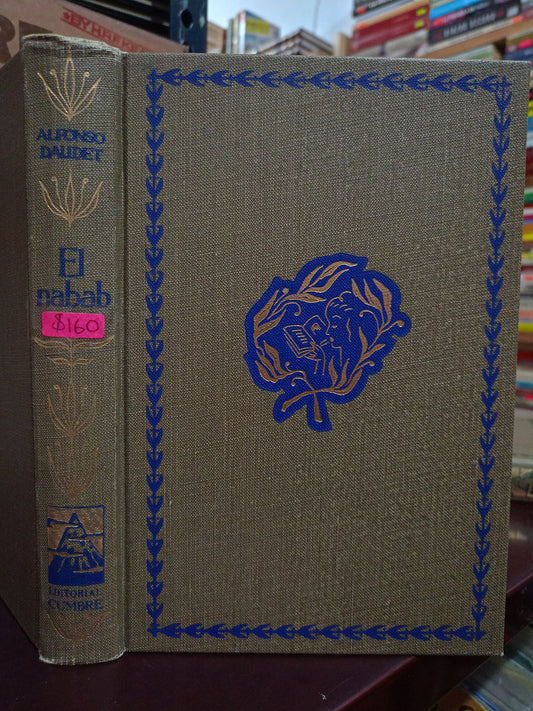 ALFONSO
DAUDET
El
nabab
$160
EDITORIAL
CUMBRE